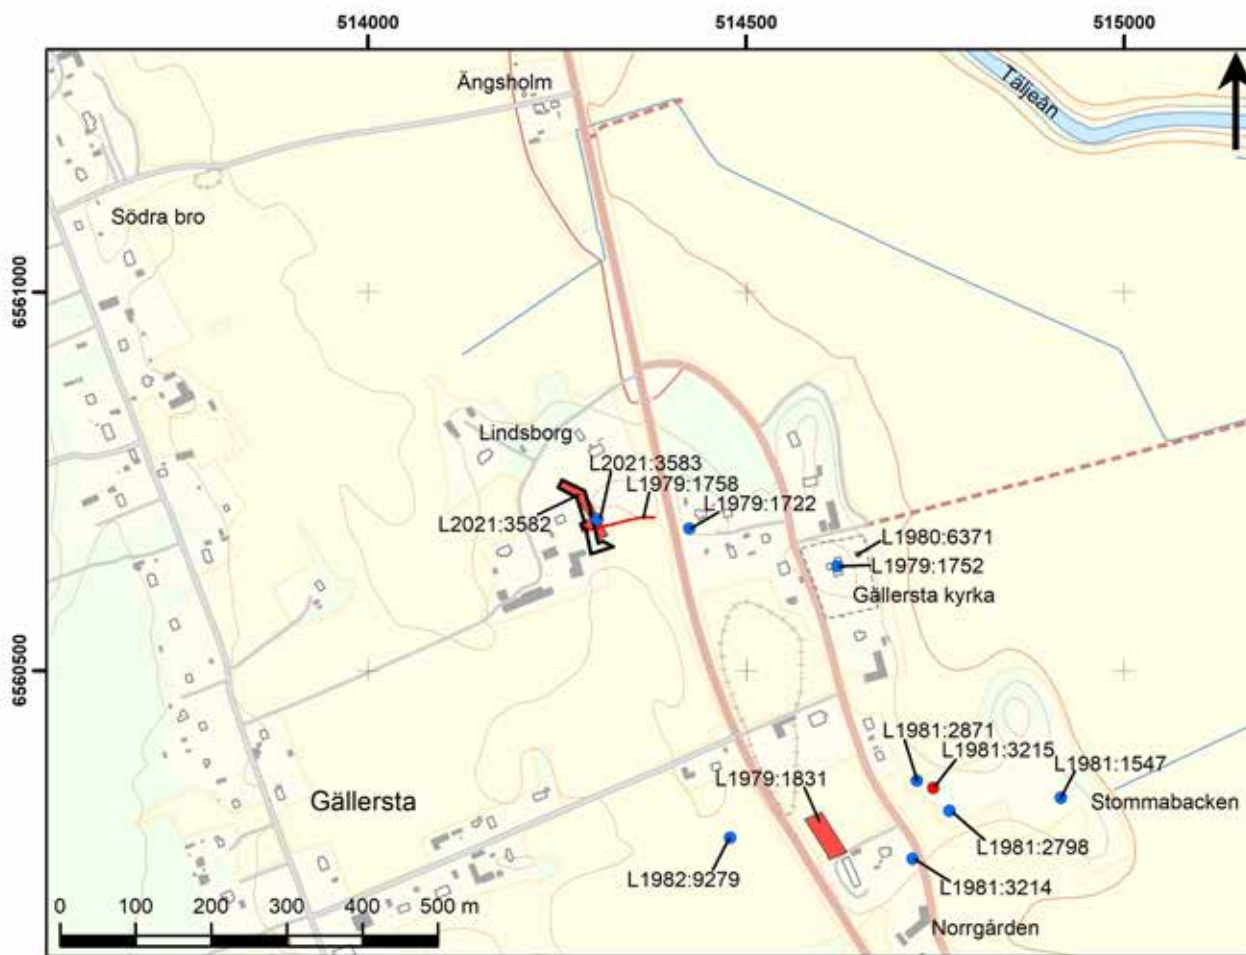 514000
514500
515000
Ängsholm
Täljeån
Södra bro
6561000
Lindsborg
L2021:3583
L1979:1758
L1979:1722
L2021:3582
L1980:6371
L1979:1752
Gällersta kyrka
6560500
L1981:2871
L1981:3215
L1981:1547
L1979:1831
Gällersta
Stommabacken
L1981:2798
L1982:9279
L1981:3214
0 100 200 300 400 500 m
Norrgården